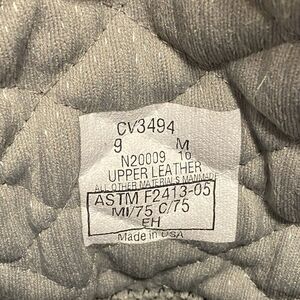 CV3494
9 M
N20009 10
UPPER LEATHER
ALL OTHER MATERIALS MANMADE
ASTM F2413-05
MI/75 C/75
EH
Made in USA